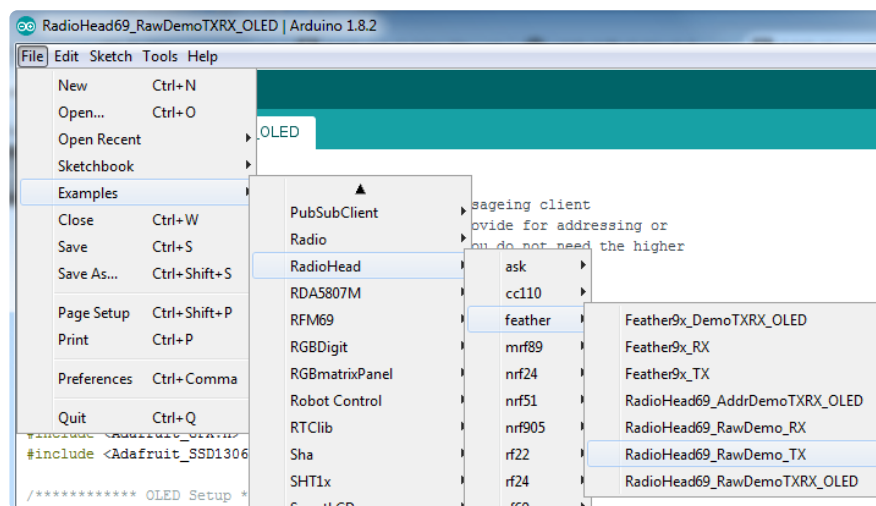 RadioHead69_RawDemoTXRX_OLED | Arduino 1.8.2
File Edit Sketch Tools Help
New Ctrl+N
Open... Ctrl+O
Open Recent
Sketchbook
Examples
Close Ctrl+W
Save Ctrl+S
Save As... Ctrl+Shift+S
Page Setup Ctrl+Shift+P
Print Ctrl+P
Preferences Ctrl+Comma
Quit Ctrl+Q
_OLED
sageing client
ovide for addressing or
ou do not need the higher
PubSubClient
Radio
RadioHead
RDA5807M
RFM69
RGBDigit
RGBmatrixPanel
Robot Control
RTClib
Sha
SHT1x
ask
cc110
feather
mrf89
nrf24
nrf51
nrf905
rf22
rf24
Feather9x_DemoTXRX_OLED
Feather9x_RX
Feather9x_TX
RadioHead69_AddrDemoTXRX_OLED
RadioHead69_RawDemo_RX
RadioHead69_RawDemo_TX
RadioHead69_RawDemoTXRX_OLED
#include <Adafruit_GFX.h>
#include <Adafruit_SSD1306
/************ OLED Setup *